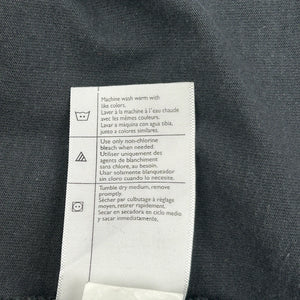 Machine wash warm with
like colors.
Laver à la machine à l'eau chaude
avec les mêmes couleurs.
Lavar a máquina con agua tibia,
junto a colores similares.
Use only non-chlorine
bleach when needed.
Utiliser uniquement des
agents de blanchiment
sans chlore, au besoin.
Usar solamente blanqueador
sin cloro cuando es necesario.
Tumble dry medium, remove
promptly.
Sécher par culbutage à réglage
moyen, retirer rapidement.
Secar en secadora en ciclo medio
y sacar inmediatamente.